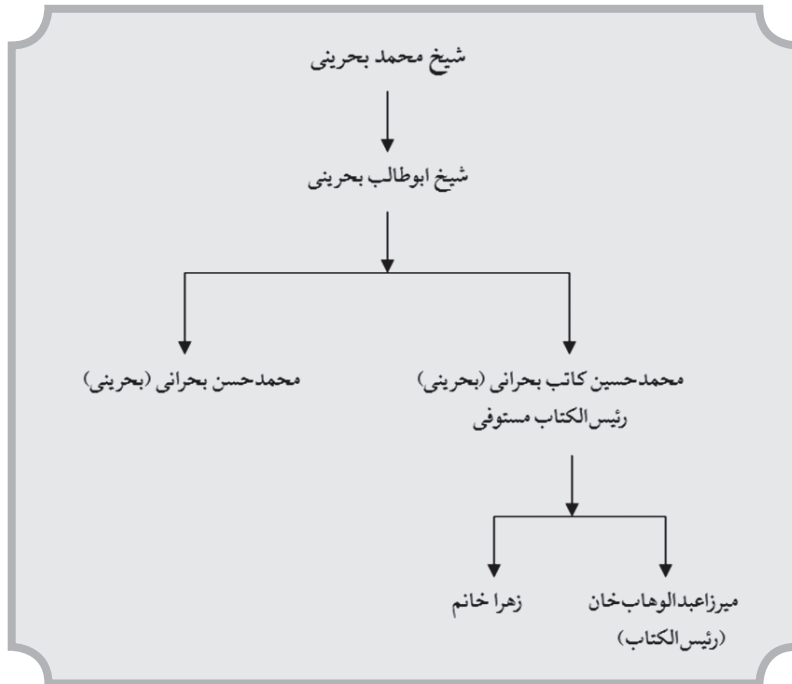 شیخ محمد بحرینی
شیخ ابوطالب بحرینی
محمدحسین کاتب بحرانی (بحرینی)
رئیس‌الکتاب مستوفی
محمدحسن بحرانی (بحرینی)
میرزاعبدالوهاب‌خان
(رئیس‌الکتاب)
زهرا خانم